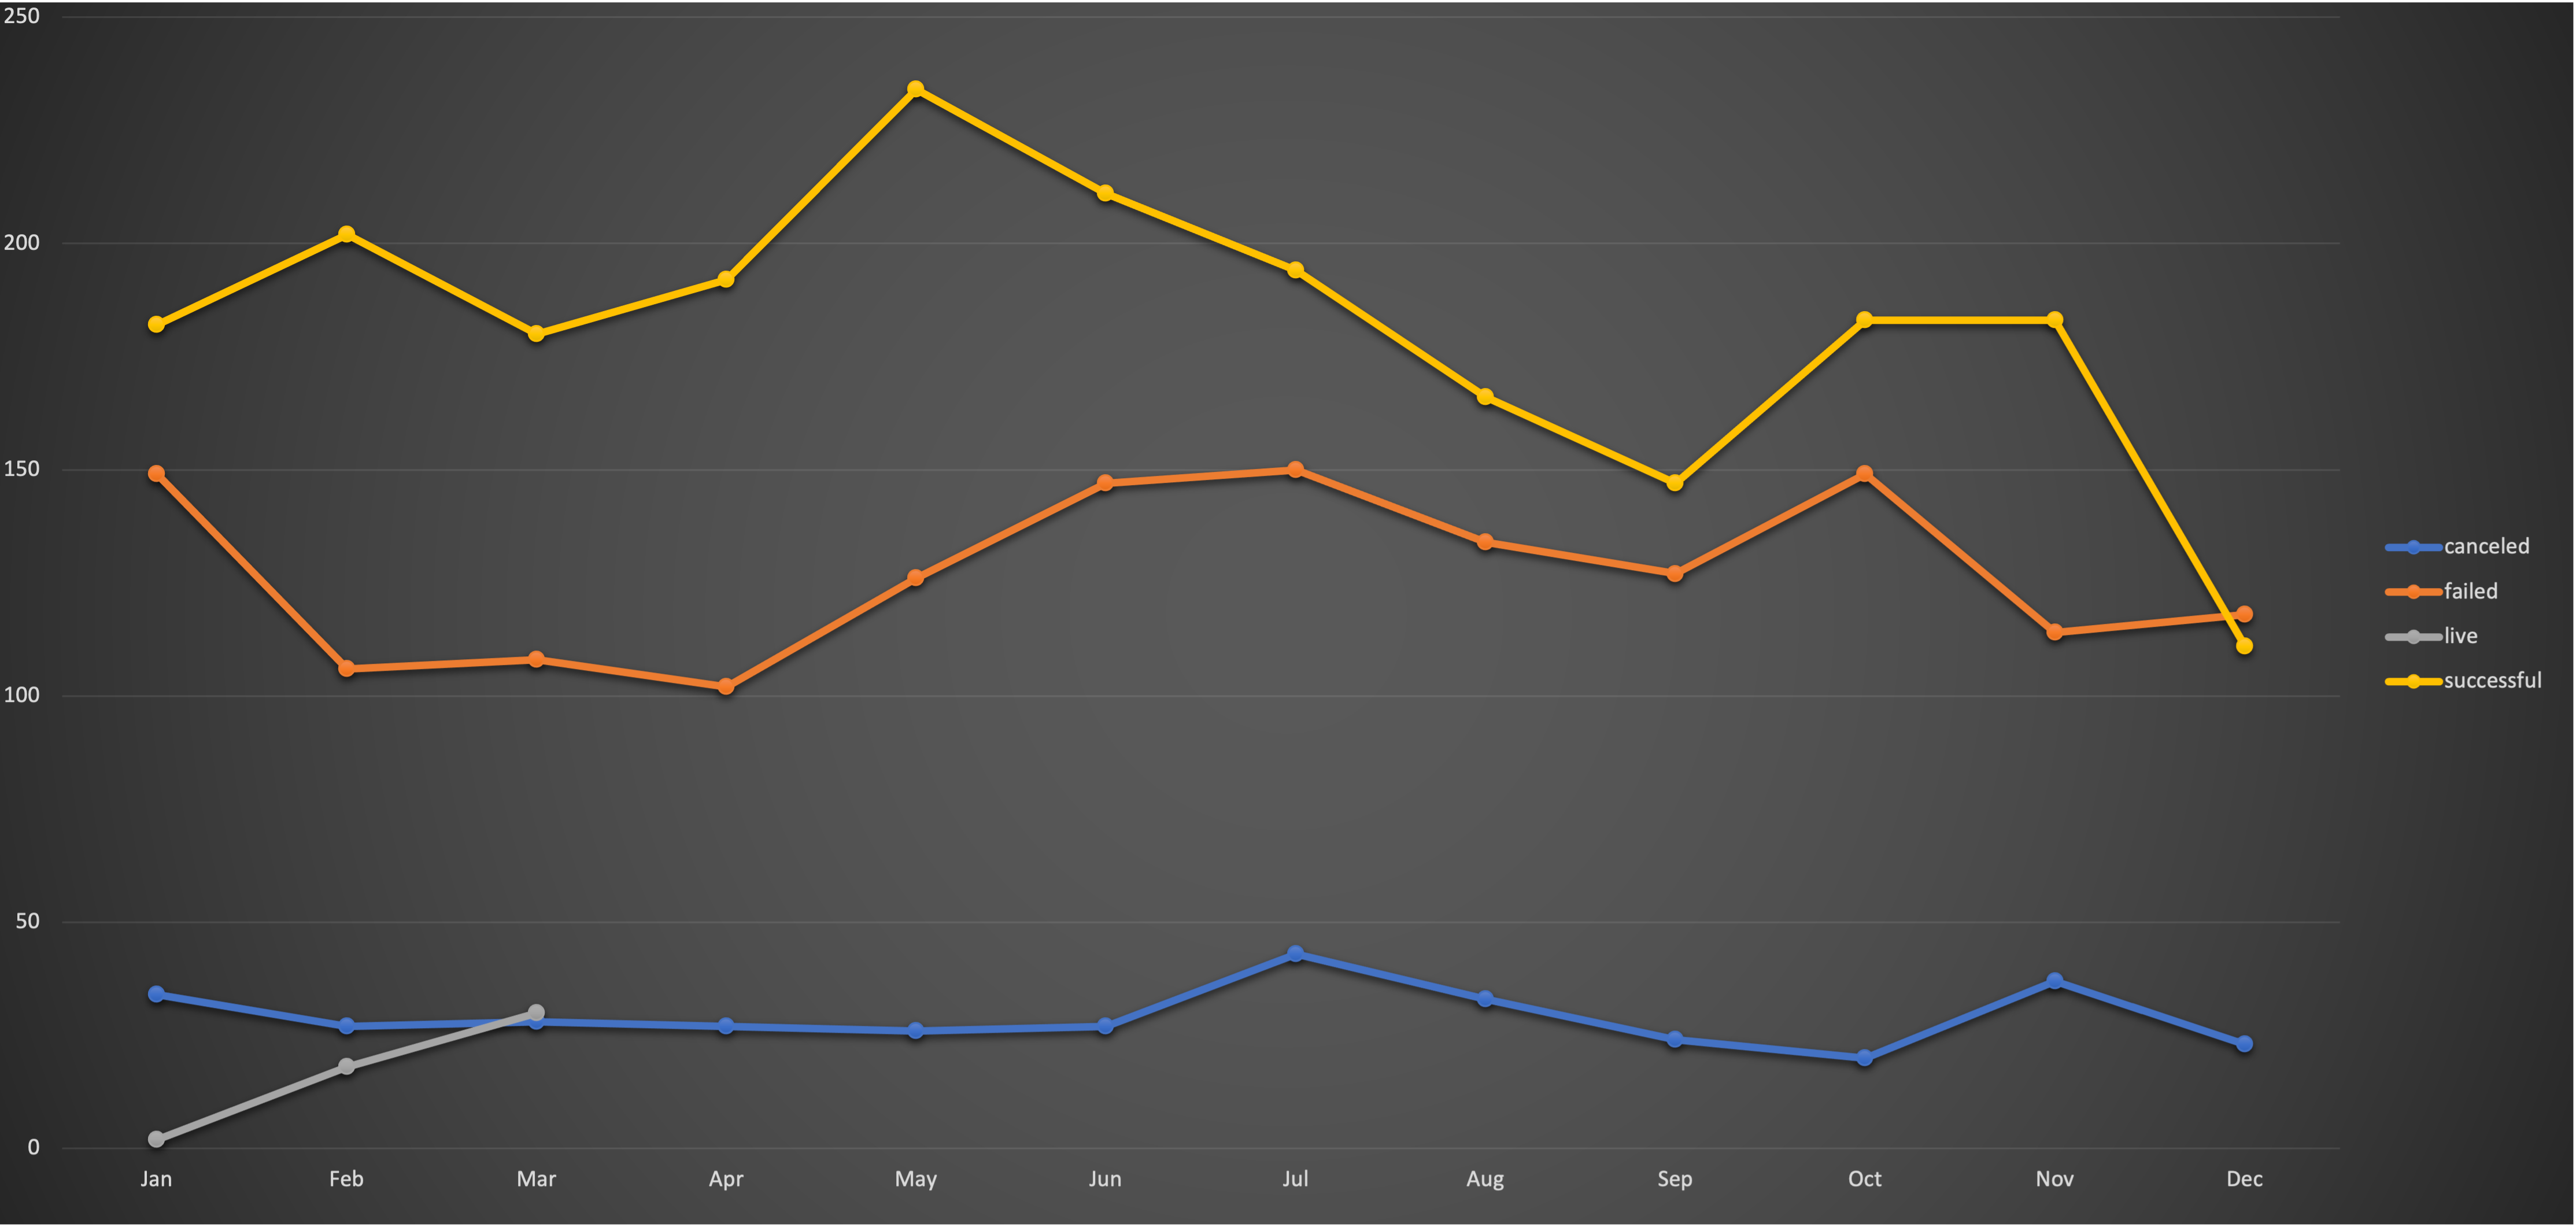 250
200
150
100
50
0
Jan Feb Mar Apr May Jun Jul Aug Sep Oct Nov Dec
canceled
failed
live
successful